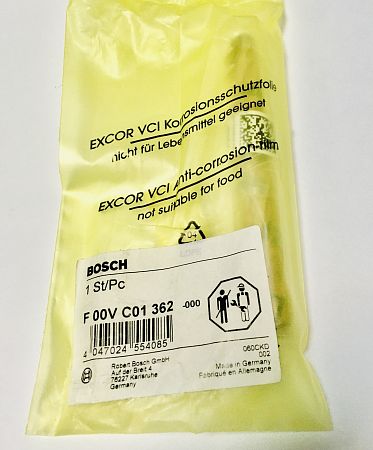 EXCOR VCI Korrosionsschutzfolie
nicht für Lebensmittel geeignet
EXCOR VCI Anti-corrosion-film
not suitable for food
04
BOSCH
1 St/Pc
F 00V C01 362 -000
4 047024 554085
Robert Bosch GmbH
Auf der Breit 4
76227 Karlsruhe
Germany
060CKD
002
Made in Germany
Fabriqué en Allemagne